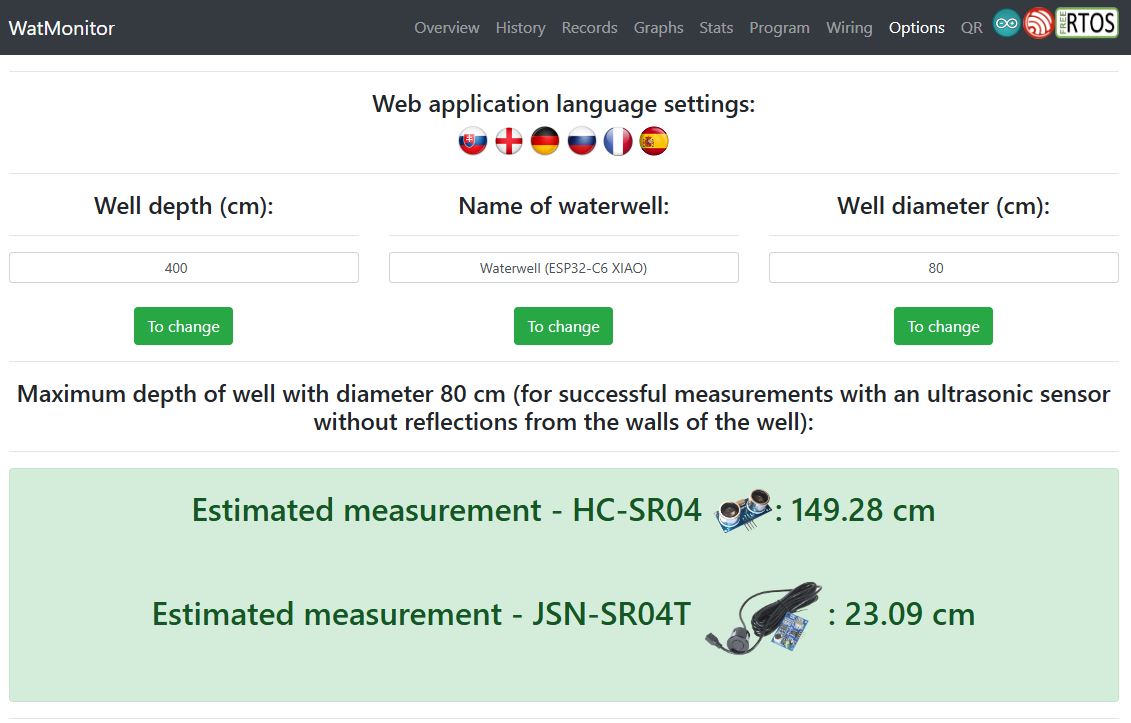 WatMonitor Overview History Records Graphs Stats Program Wiring Options QR FREE RTOS
Web application language settings:
Well depth (cm): Name of waterwell: Well diameter (cm):
400 Waterwell (ESP32-C6 XIAO) 80
To change To change To change
Maximum depth of well with diameter 80 cm (for successful measurements with an ultrasonic sensor
without reflections from the walls of the well):
Estimated measurement - HC-SR04 : 149.28 cm
Estimated measurement - JSN-SR04T : 23.09 cm